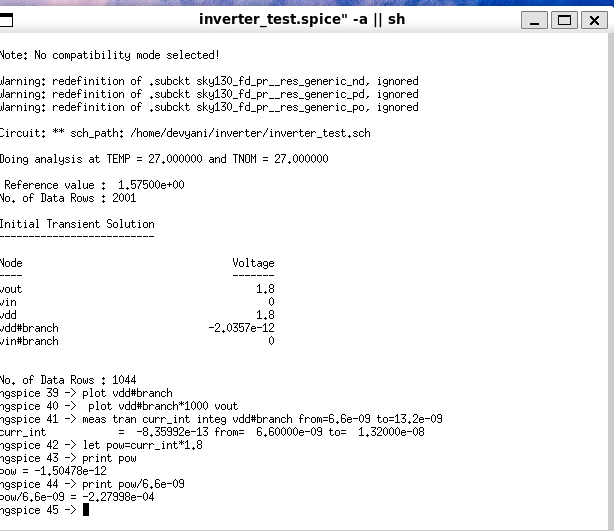 inverter_test.spice" -a || sh
Note: No compatibility mode selected!
Warning: redefinition of .subckt sky130_fd_pr__res_generic_nd, ignored
Warning: redefinition of .subckt sky130_fd_pr__res_generic_pd, ignored
Warning: redefinition of .subckt sky130_fd_pr__res_generic_po, ignored
Circuit: ** sch_path: /home/devyani/inverter/inverter_test.sch
Doing analysis at TEMP = 27.000000 and TNOM = 27.000000
Reference value :  1.57500e+00
No. of Data Rows : 2001
Initial Transient Solution
--------------------------
Node                                   Voltage
----                                   -------
vout                                       1.8
vin                                          0
vdd                                        1.8
vdd#branch                         -2.0357e-12
vin#branch                                   0
No. of Data Rows : 1044
ngspice 39 -> plot vdd#branch
ngspice 40 ->  plot vdd#branch*1000 vout
ngspice 41 -> meas tran curr_int integ vdd#branch from=6.6e-09 to=13.2e-09
curr_int            =  -8.35992e-13 from=  6.60000e-09 to=  1.32000e-08
ngspice 42 -> let pow=curr_int*1.8
ngspice 43 -> print pow
pow = -1.50478e-12
ngspice 44 -> print pow/6.6e-09
pow/6.6e-09 = -2.27998e-04
ngspice 45 ->